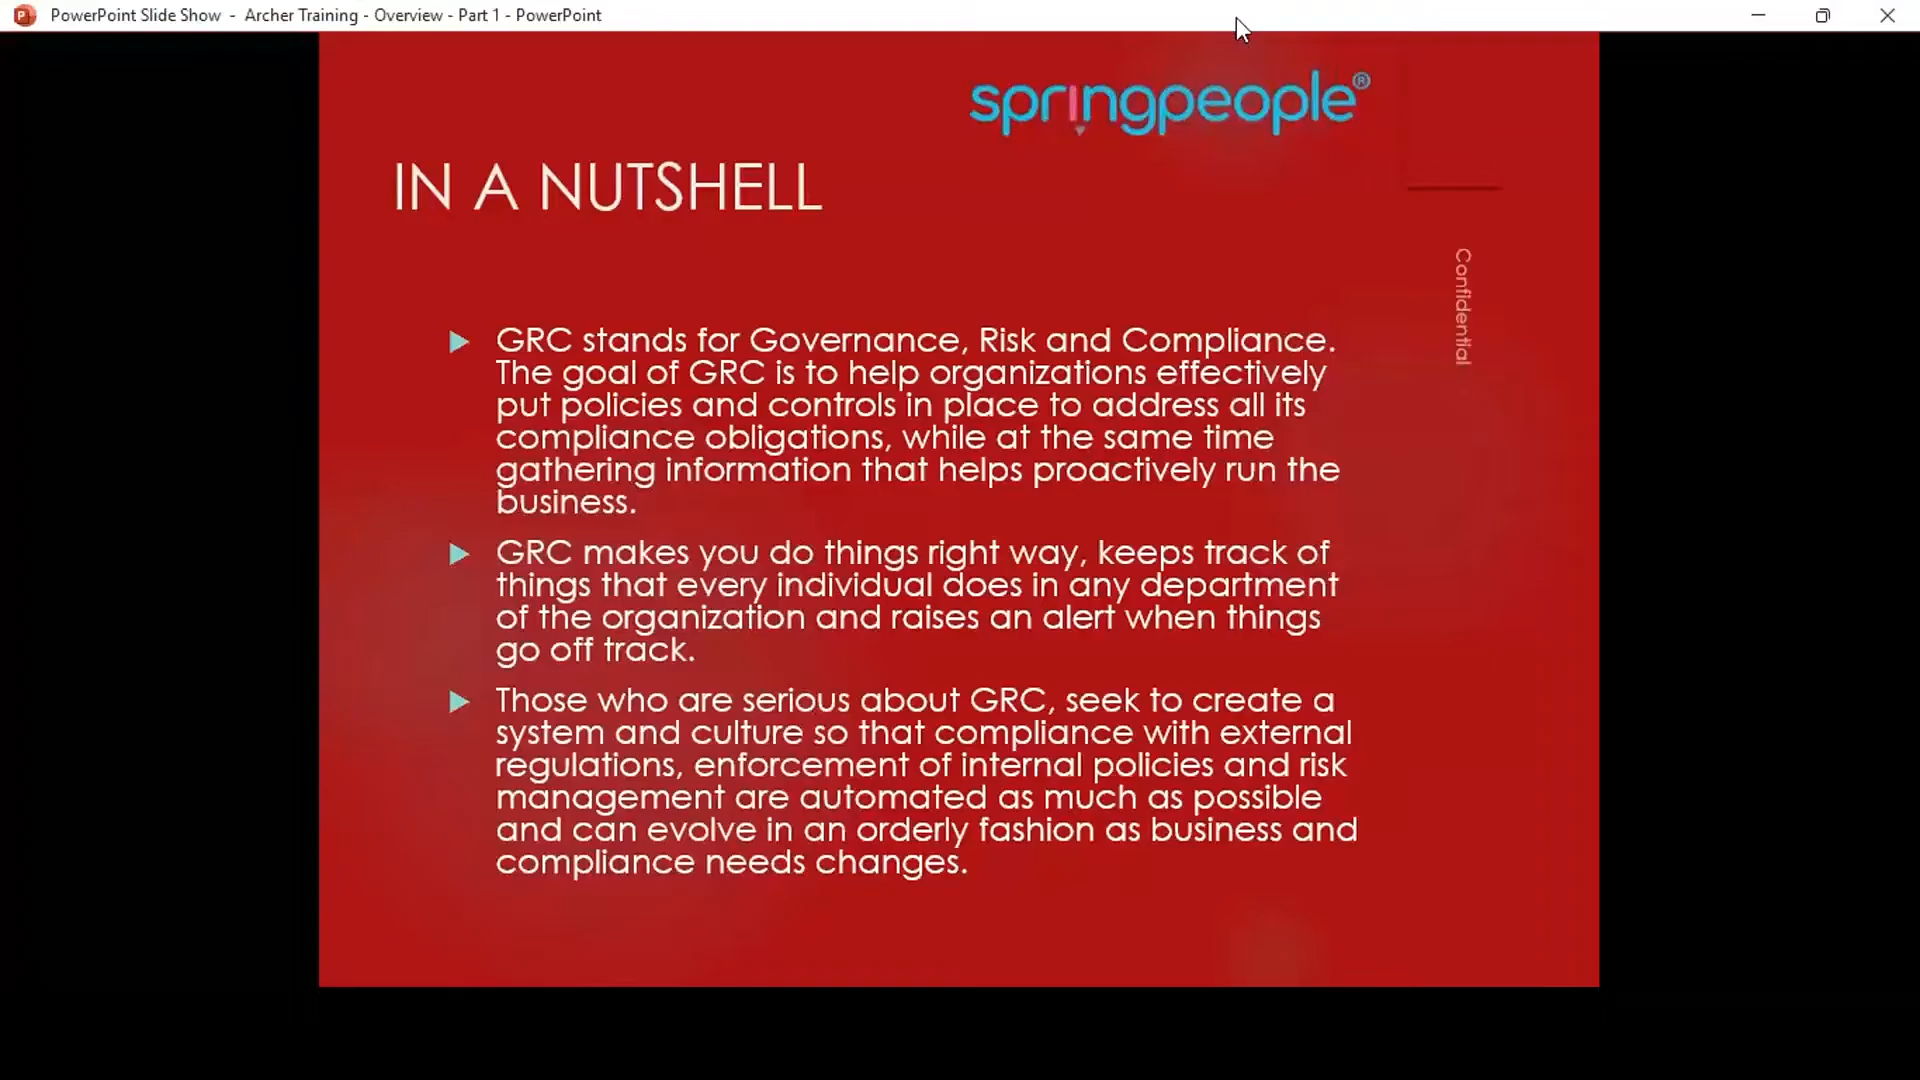 PowerPoint Slide Show - Archer Training - Overview - Part 1 - PowerPoint
springpeople®
IN A NUTSHELL
Confidential
GRC stands for Governance, Risk and Compliance.
The goal of GRC is to help organizations effectively
put policies and controls in place to address all its
compliance obligations, while at the same time
gathering information that helps proactively run the
business.
GRC makes you do things right way, keeps track of
things that every individual does in any department
of the organization and raises an alert when things
go off track.
Those who are serious about GRC, seek to create a
system and culture so that compliance with external
regulations, enforcement of internal policies and risk
management are automated as much as possible
and can evolve in an orderly fashion as business and
compliance needs changes.